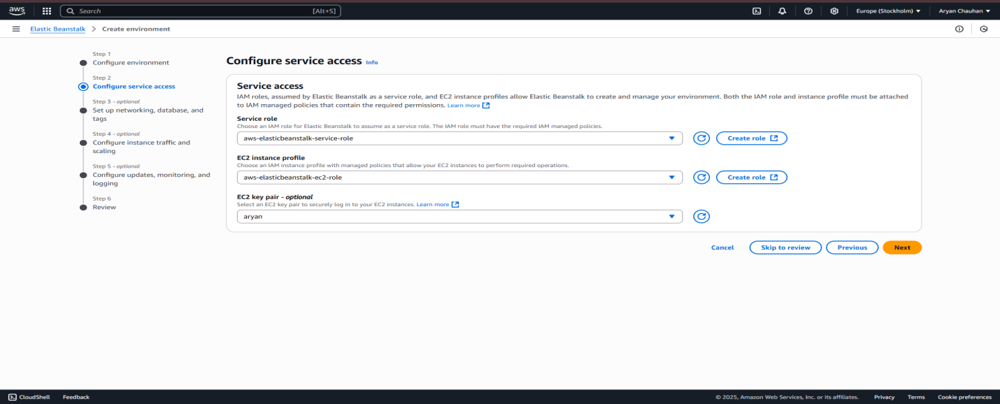 aws
Search
[Alt+S]
Europe (Stockholm)
Aryan Chauhan
Elastic Beanstalk
Create environment
Step 1
Configure environment
Step 2
Configure service access
Step 3 - optional
Set up networking, database, and
tags
Step 4 - optional
Configure instance traffic and
scaling
Step 5 - optional
Configure updates, monitoring, and
logging
Step 6
Review
Configure service access Info
Service access
IAM roles, assumed by Elastic Beanstalk as a service role, and EC2 instance profiles allow Elastic Beanstalk to create and manage your environment. Both the IAM role and instance profile must be attached
to IAM managed policies that contain the required permissions. Learn more
Service role
Choose an IAM role for Elastic Beanstalk to assume as a service role. The IAM role must have the required IAM managed policies.
aws-elasticbeanstalk-service-role
Create role
EC2 instance profile
Choose an IAM instance profile with managed policies that allow your EC2 instances to perform required operations.
aws-elasticbeanstalk-ec2-role
Create role
EC2 key pair - optional
Select an EC2 key pair to securely log in to your EC2 instances. Learn more
aryan
Cancel
Skip to review
Previous
Next
CloudShell
Feedback
© 2025, Amazon Web Services, Inc. or its affiliates.
Privacy
Terms
Cookie preferences